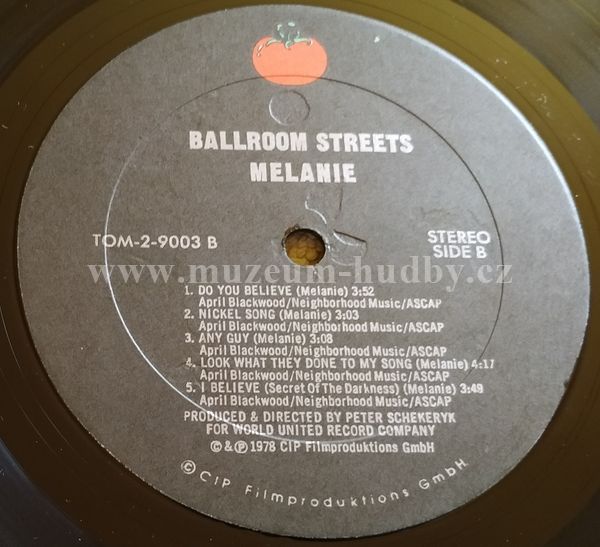 BALLROOM STREETS
MELANIE
TOM-2-9003 B
STEREO
SIDE B
www.muzeum-hudby.cz
1. DO YOU BELIEVE (Melanie) 3:52
April Blackwood/Neighborhood Music/ASCAP
2. NICKEL SONG (Melanie) 3:03
April Blackwood/Neighborhood Music/ASCAP
3. ANY GUY (Melanie) 3:08
April Blackwood/Neighborhood Music/ASCAP
4. LOOK WHAT THEY DONE TO MY SONG (Melanie) 4:17
April Blackwood/Neighborhood Music/ASCAP
5. I BELIEVE (Secret Of The Darkness) (Melanie) 3:49
April Blackwood/Neighborhood Music/ASCAP
PRODUCED & DIRECTED BY PETER SCHEKERYK
FOR WORLD UNITED RECORD COMPANY
©&℗ 1978 CIP Filmproduktions GmbH
© CIP Filmproduktions GmbH